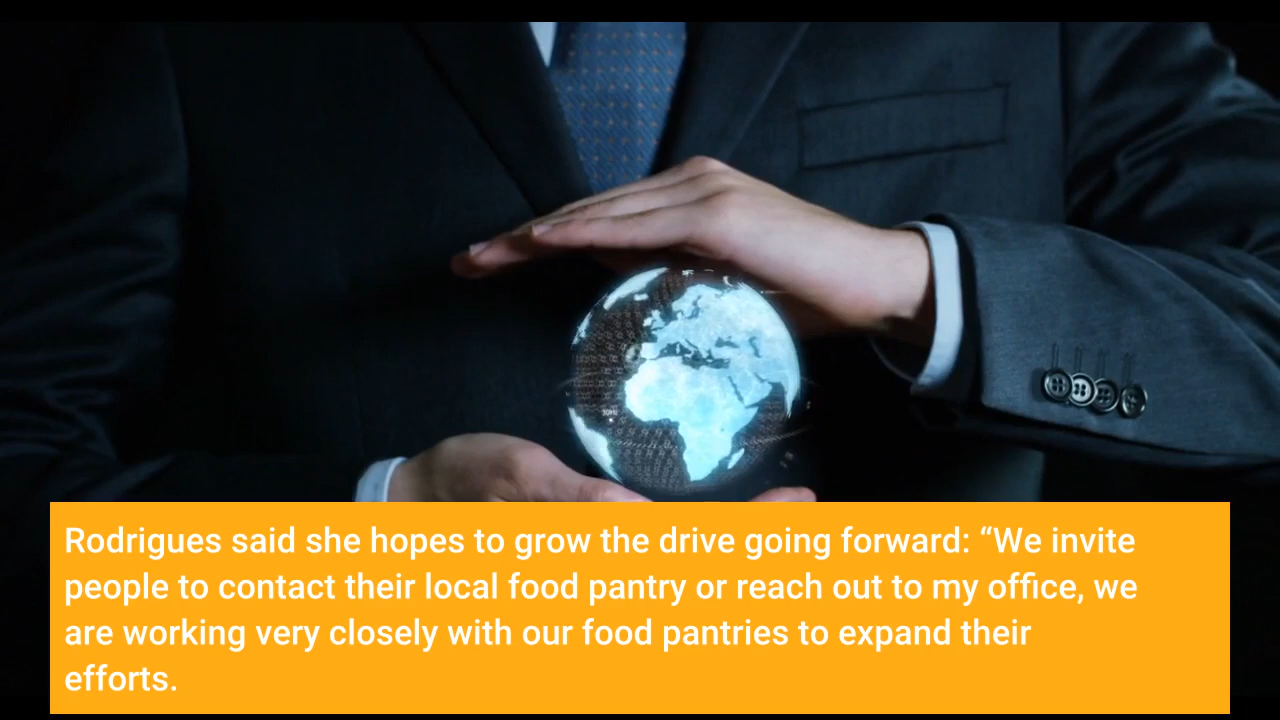 Rodrigues said she hopes to grow the drive going forward: “We invite
people to contact their local food pantry or reach out to my office, we
are working very closely with our food pantries to expand their
efforts.